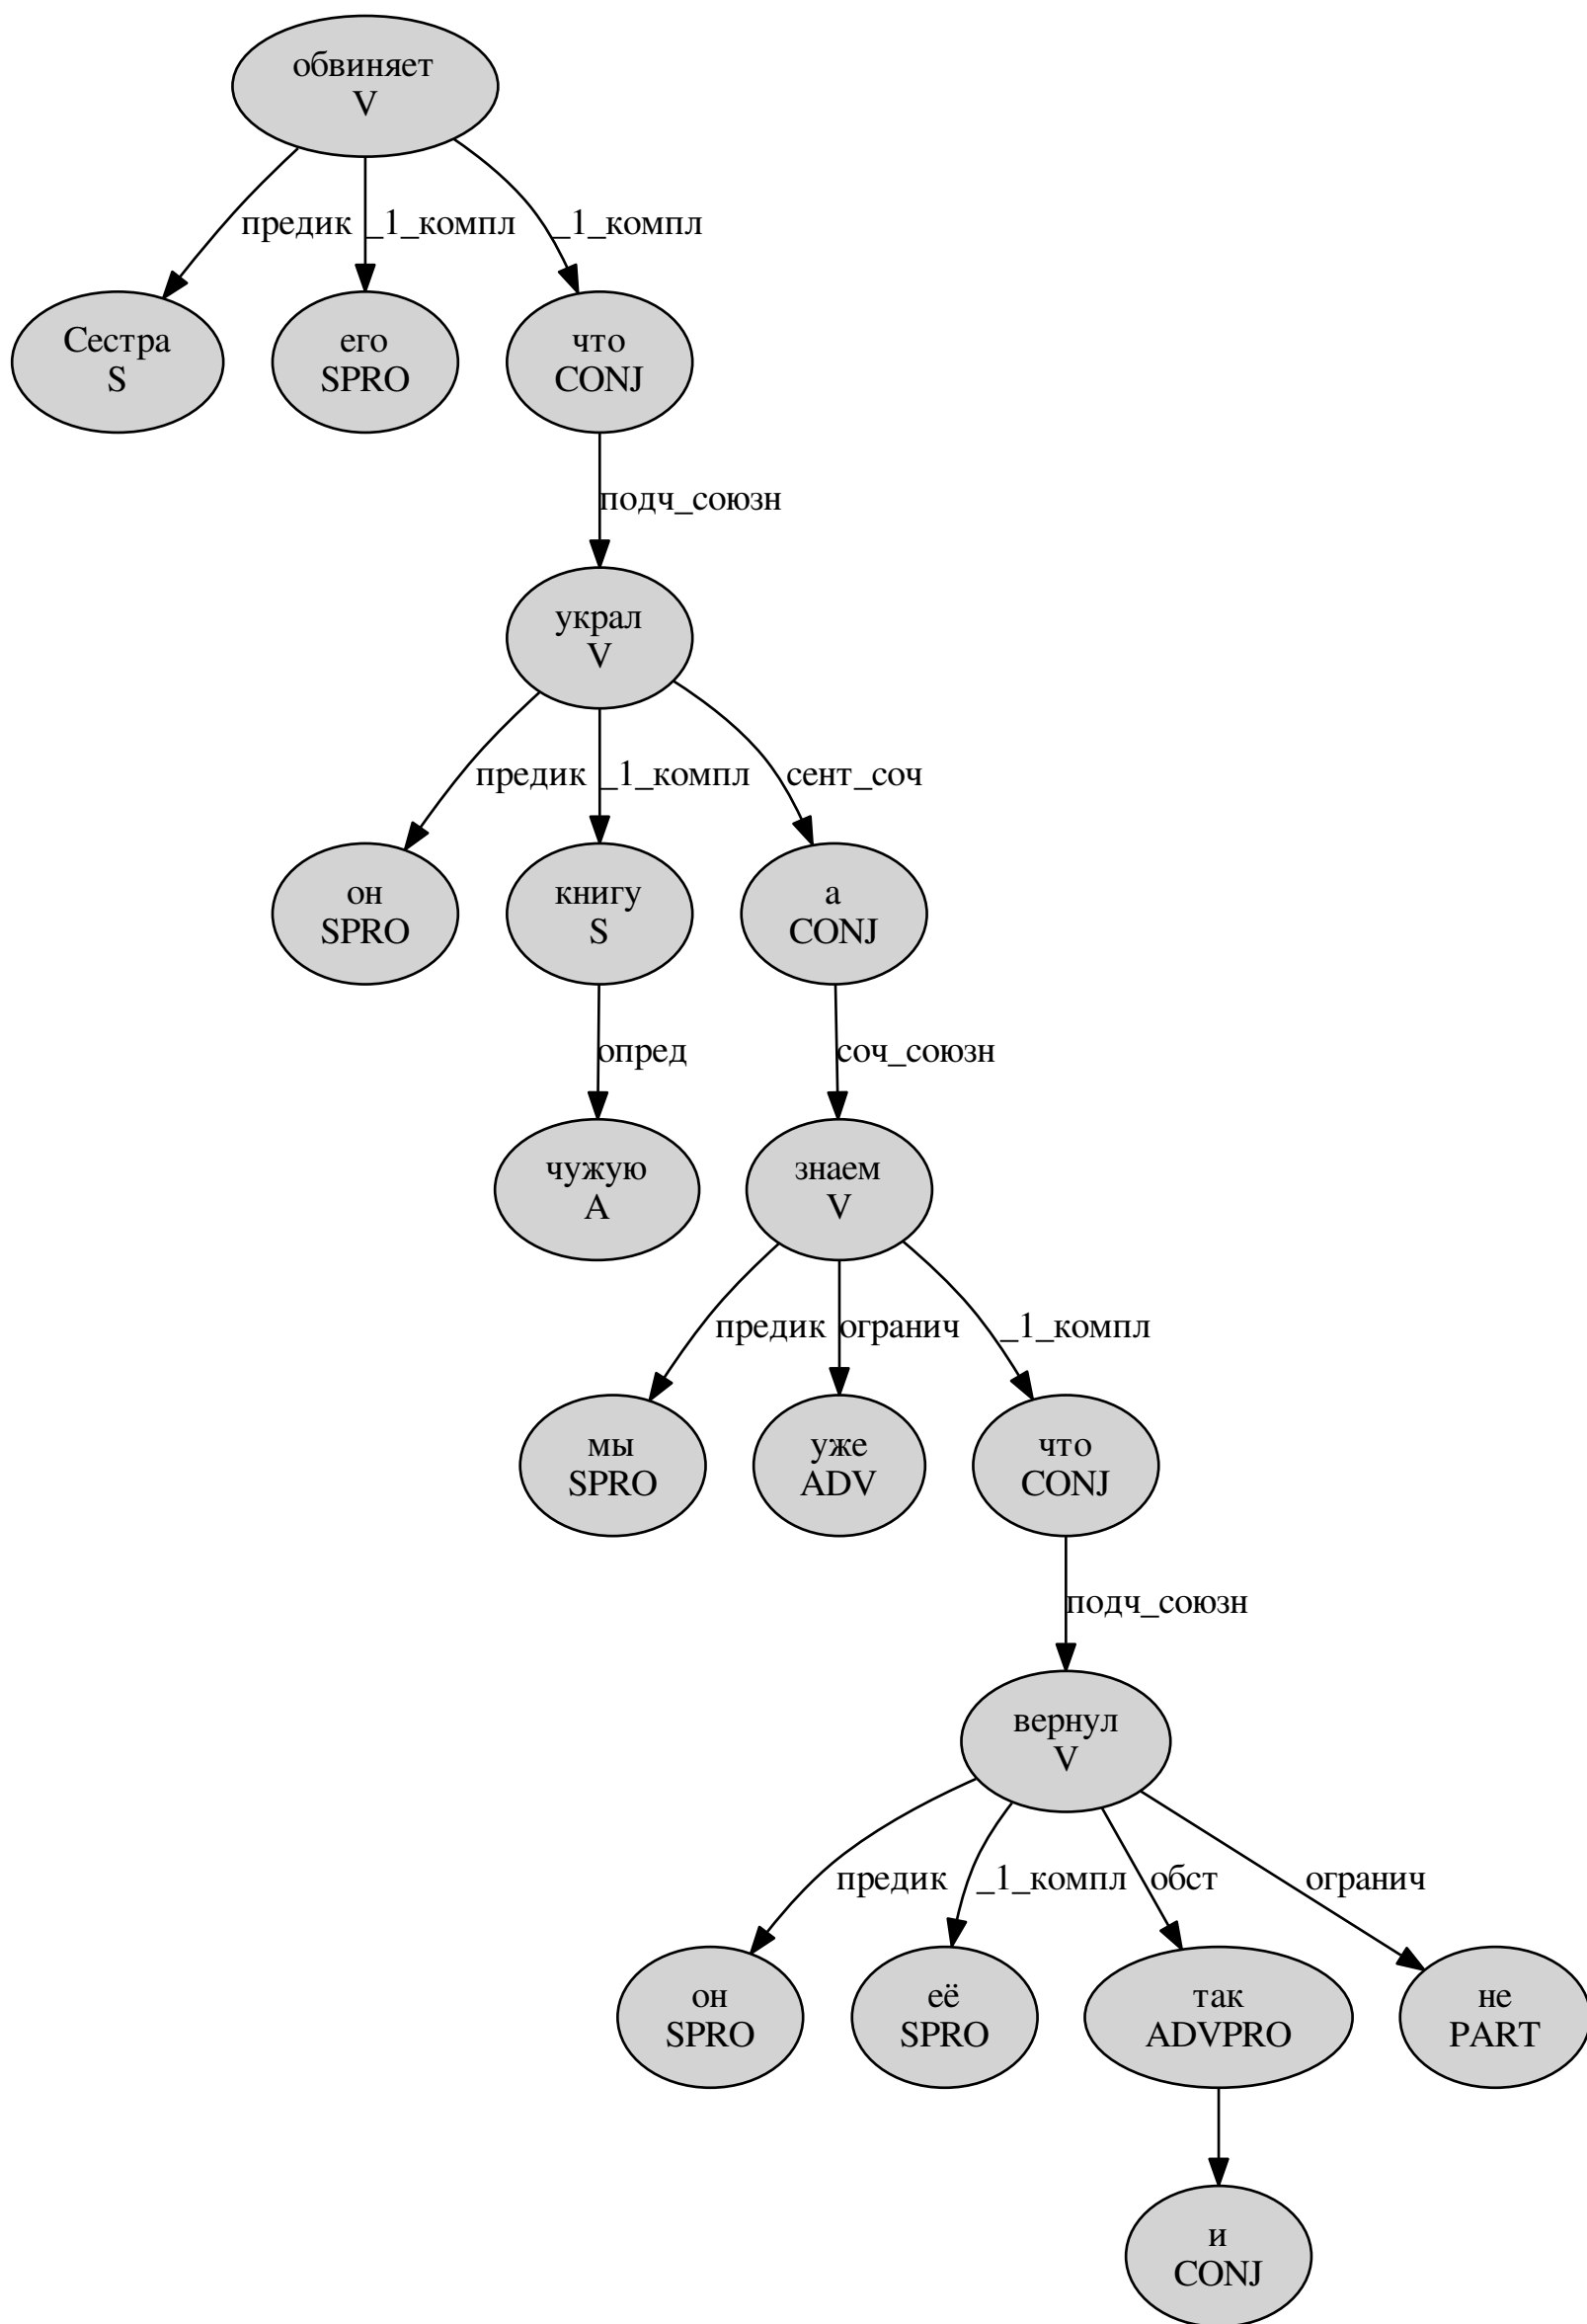 обвиняет
V
предик
_1_компл
_1_компл
Сестра
S
его
SPRO
что
CONJ
подч_союзн
украл
V
предик
_1_компл
сент_соч
он
SPRO
книгу
S
а
CONJ
опред
соч_союзн
чужую
A
знаем
V
предик
огранич
_1_компл
мы
SPRO
уже
ADV
что
CONJ
подч_союзн
вернул
V
предик
_1_компл
обст
огранич
он
SPRO
её
SPRO
так
ADVPRO
не
PART
и
CONJ